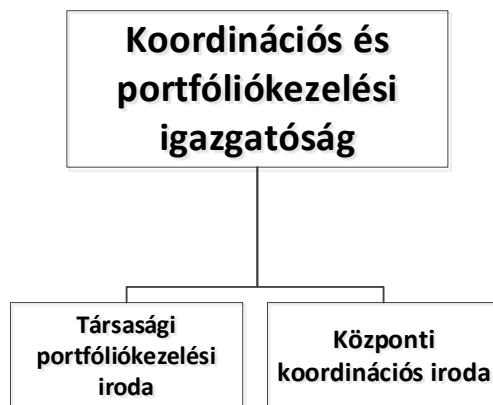 Koordinációs és
portfóliókezelési
igazgatóság
Társasági
portfóliókezelési
iroda
Központi
koordinációs iroda